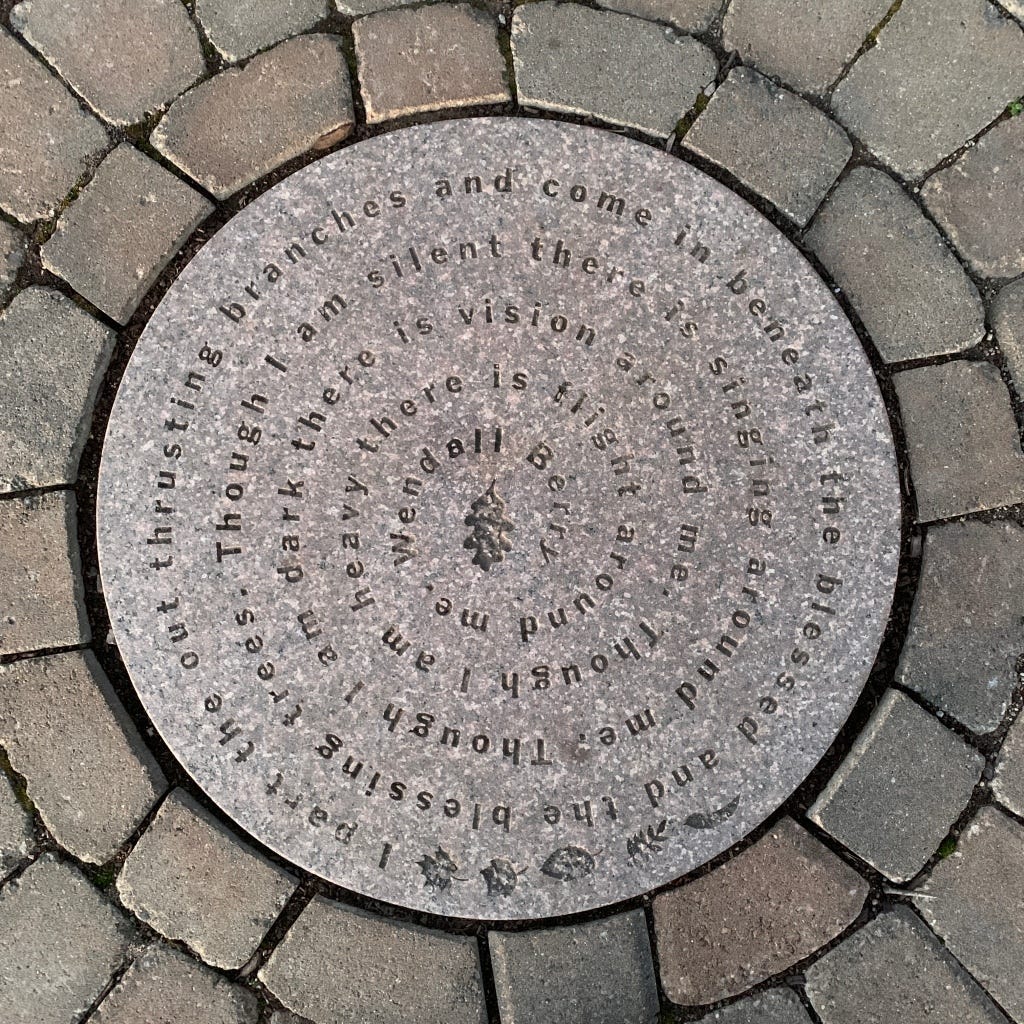 I part the out thrusting branches and come in beneath the blessed and the blessing trees. Though I am silent there is singing around me. Though I am dark there is vision around me. Though I am heavy there is flight around me.
Wendall Berry